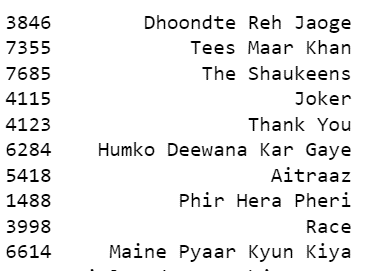 3846 Dhoondte Reh Jaoge
7355 Tees Maar Khan
7685 The Shaukeens
4115 Joker
4123 Thank You
6284 Humko Deewana Kar Gaye
5418 Aitraaz
1488 Phir Hera Pheri
3998 Race
6614 Maine Pyaar Kyun Kiya